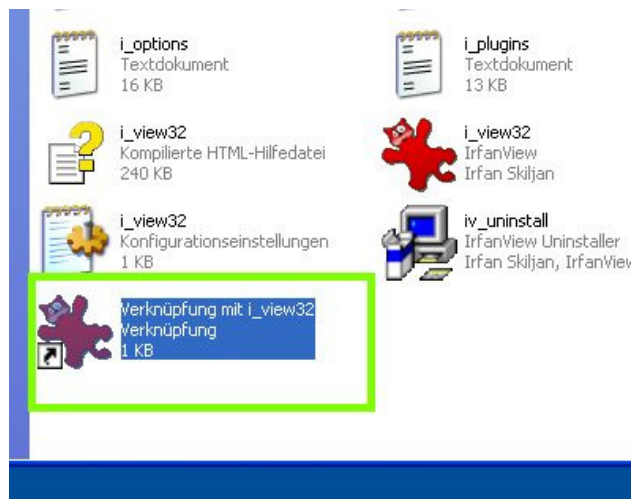 i_options
Textdokument
16 KB
i_plugins
Textdokument
13 KB
i_view32
Kompilierte HTML-Hilfedatei
240 KB
i_view32
IrfanView
Irfan Skiljan
i_view32
Konfigurationseinstellungen
1 KB
iv_uninstall
IrfanView Uninstaller
Irfan Skiljan, IrfanView
Verknüpfung mit i_view32
Verknüpfung
1 KB